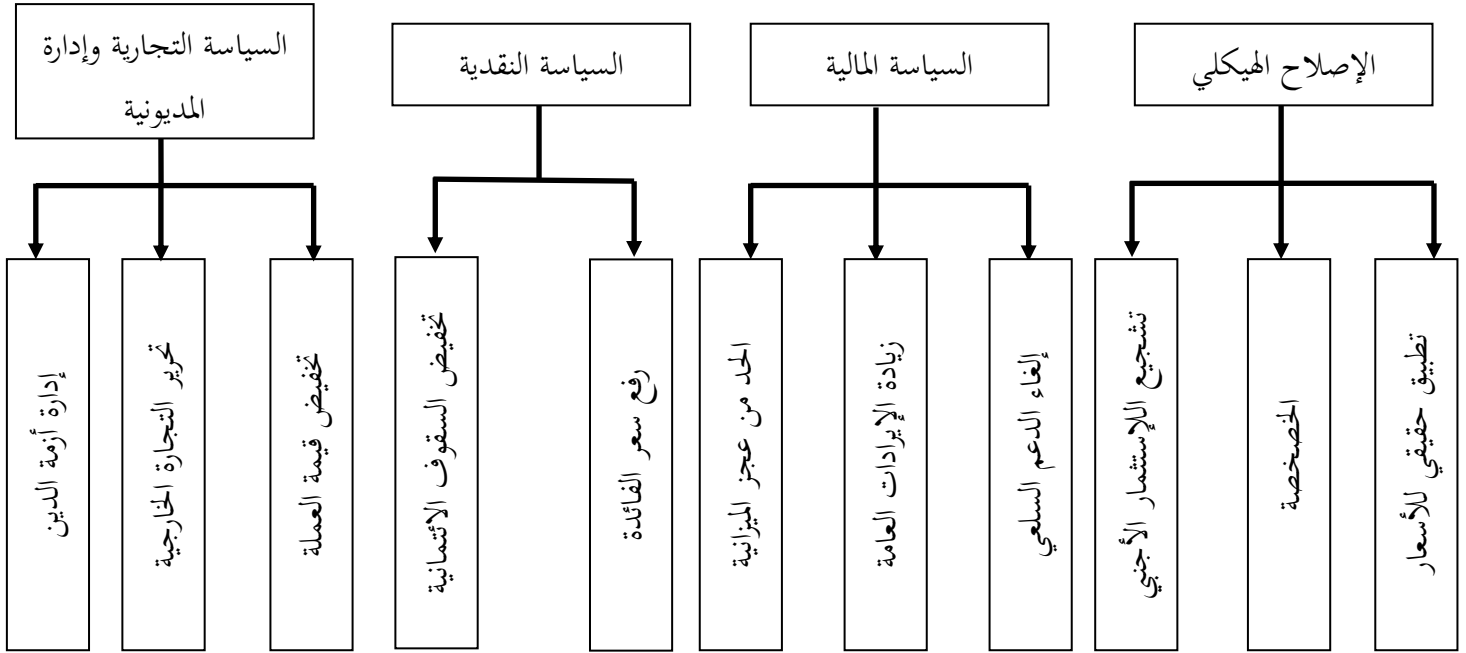 الإصلاح الهيكلي
السياسة المالية
السياسة النقدية
السياسة التجارية وإدارة
المديونية
تطبيق حقيقي للأسعار
الخصخصة
تشجيع اللإستثمار الأجنبي
إلغاء الدعم السلعي
زيادة الإيرادات العامة
الحد من عجز الميزانية
رفع سعر الفائدة
تخفيض السقوف الائتمانية
تخفيض قيمة العملة
تحرير التجارة الخارجية
إدارة أزمة الدين